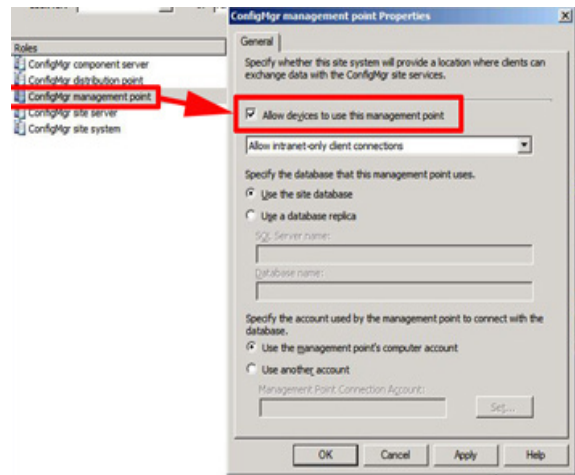 ConfigMgr management point Properties
Roles
ConfigMgr component server
ConfigMgr distribution point
ConfigMgr management point
ConfigMgr site server
ConfigMgr site system
General
Specify whether this site system will provide a location where clients can
exchange data with the ConfigMgr site services.
Allow devices to use this management point
Allow intranet-only client connections
Specify the database that this management point uses.
Use the site database
Use a database replica
SQL Server name:
Database name:
Specify the account used by the management point to connect with the
database.
Use the management point's computer account
Use another account
Management Point Connection Account:
Set...
OK
Cancel
Apply
Help